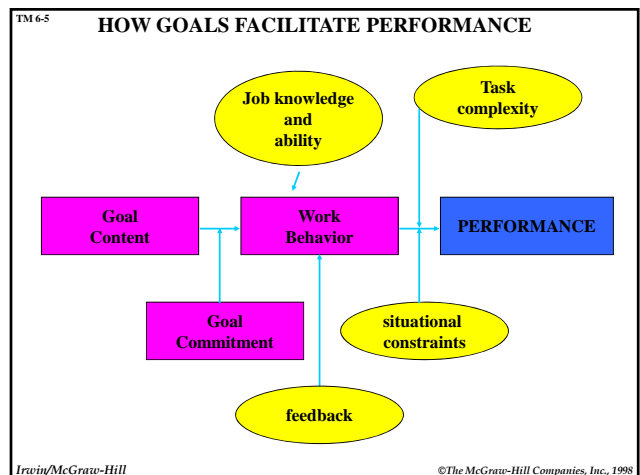 TM 6-5
HOW GOALS FACILITATE PERFORMANCE
Job knowledge
and
ability
Task
complexity
Goal
Content
Work
Behavior
PERFORMANCE
Goal
Commitment
situational
constraints
feedback
Irwin/McGraw-Hill
©The McGraw-Hill Companies, Inc., 1998